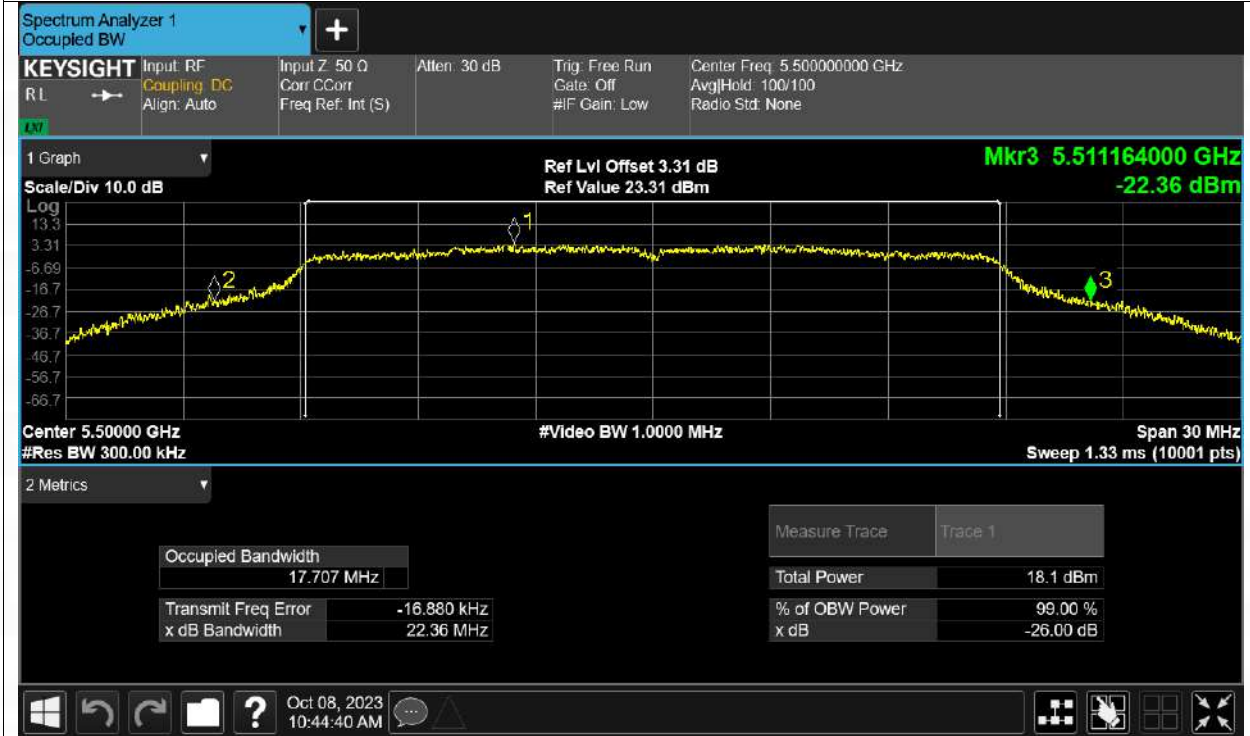 Spectrum Analyzer 1
Occupied BW
+
KEYSIGHT
RL
LXI
Input: RF
Coupling: DC
Align: Auto
Input Z: 50 Ω
Corr CCorr
Freq Ref: Int (S)
Atten: 30 dB
Trig: Free Run
Gate: Off
#IF Gain: Low
Center Freq: 5.500000000 GHz
Avg|Hold: 100/100
Radio Std: None
1 Graph
Ref Lvl Offset 3.31 dB
Mkr3 5.511164000 GHz
Scale/Div 10.0 dB
Ref Value 23.31 dBm
-22.36 dBm
Log
13.3
3.31
-6.69
-16.7
-26.7
-36.7
-46.7
-56.7
-66.7
1
2
3
Center 5.50000 GHz
#Video BW 1.0000 MHz
Span 30 MHz
#Res BW 300.00 kHz
Sweep 1.33 ms (10001 pts)
2 Metrics
Measure Trace Trace 1
Occupied Bandwidth
17.707 MHz
Total Power 18.1 dBm
Transmit Freq Error -16.880 kHz
% of OBW Power 99.00 %
x dB Bandwidth 22.36 MHz
x dB -26.00 dB
?
Oct 08, 2023
10:44:40 AM